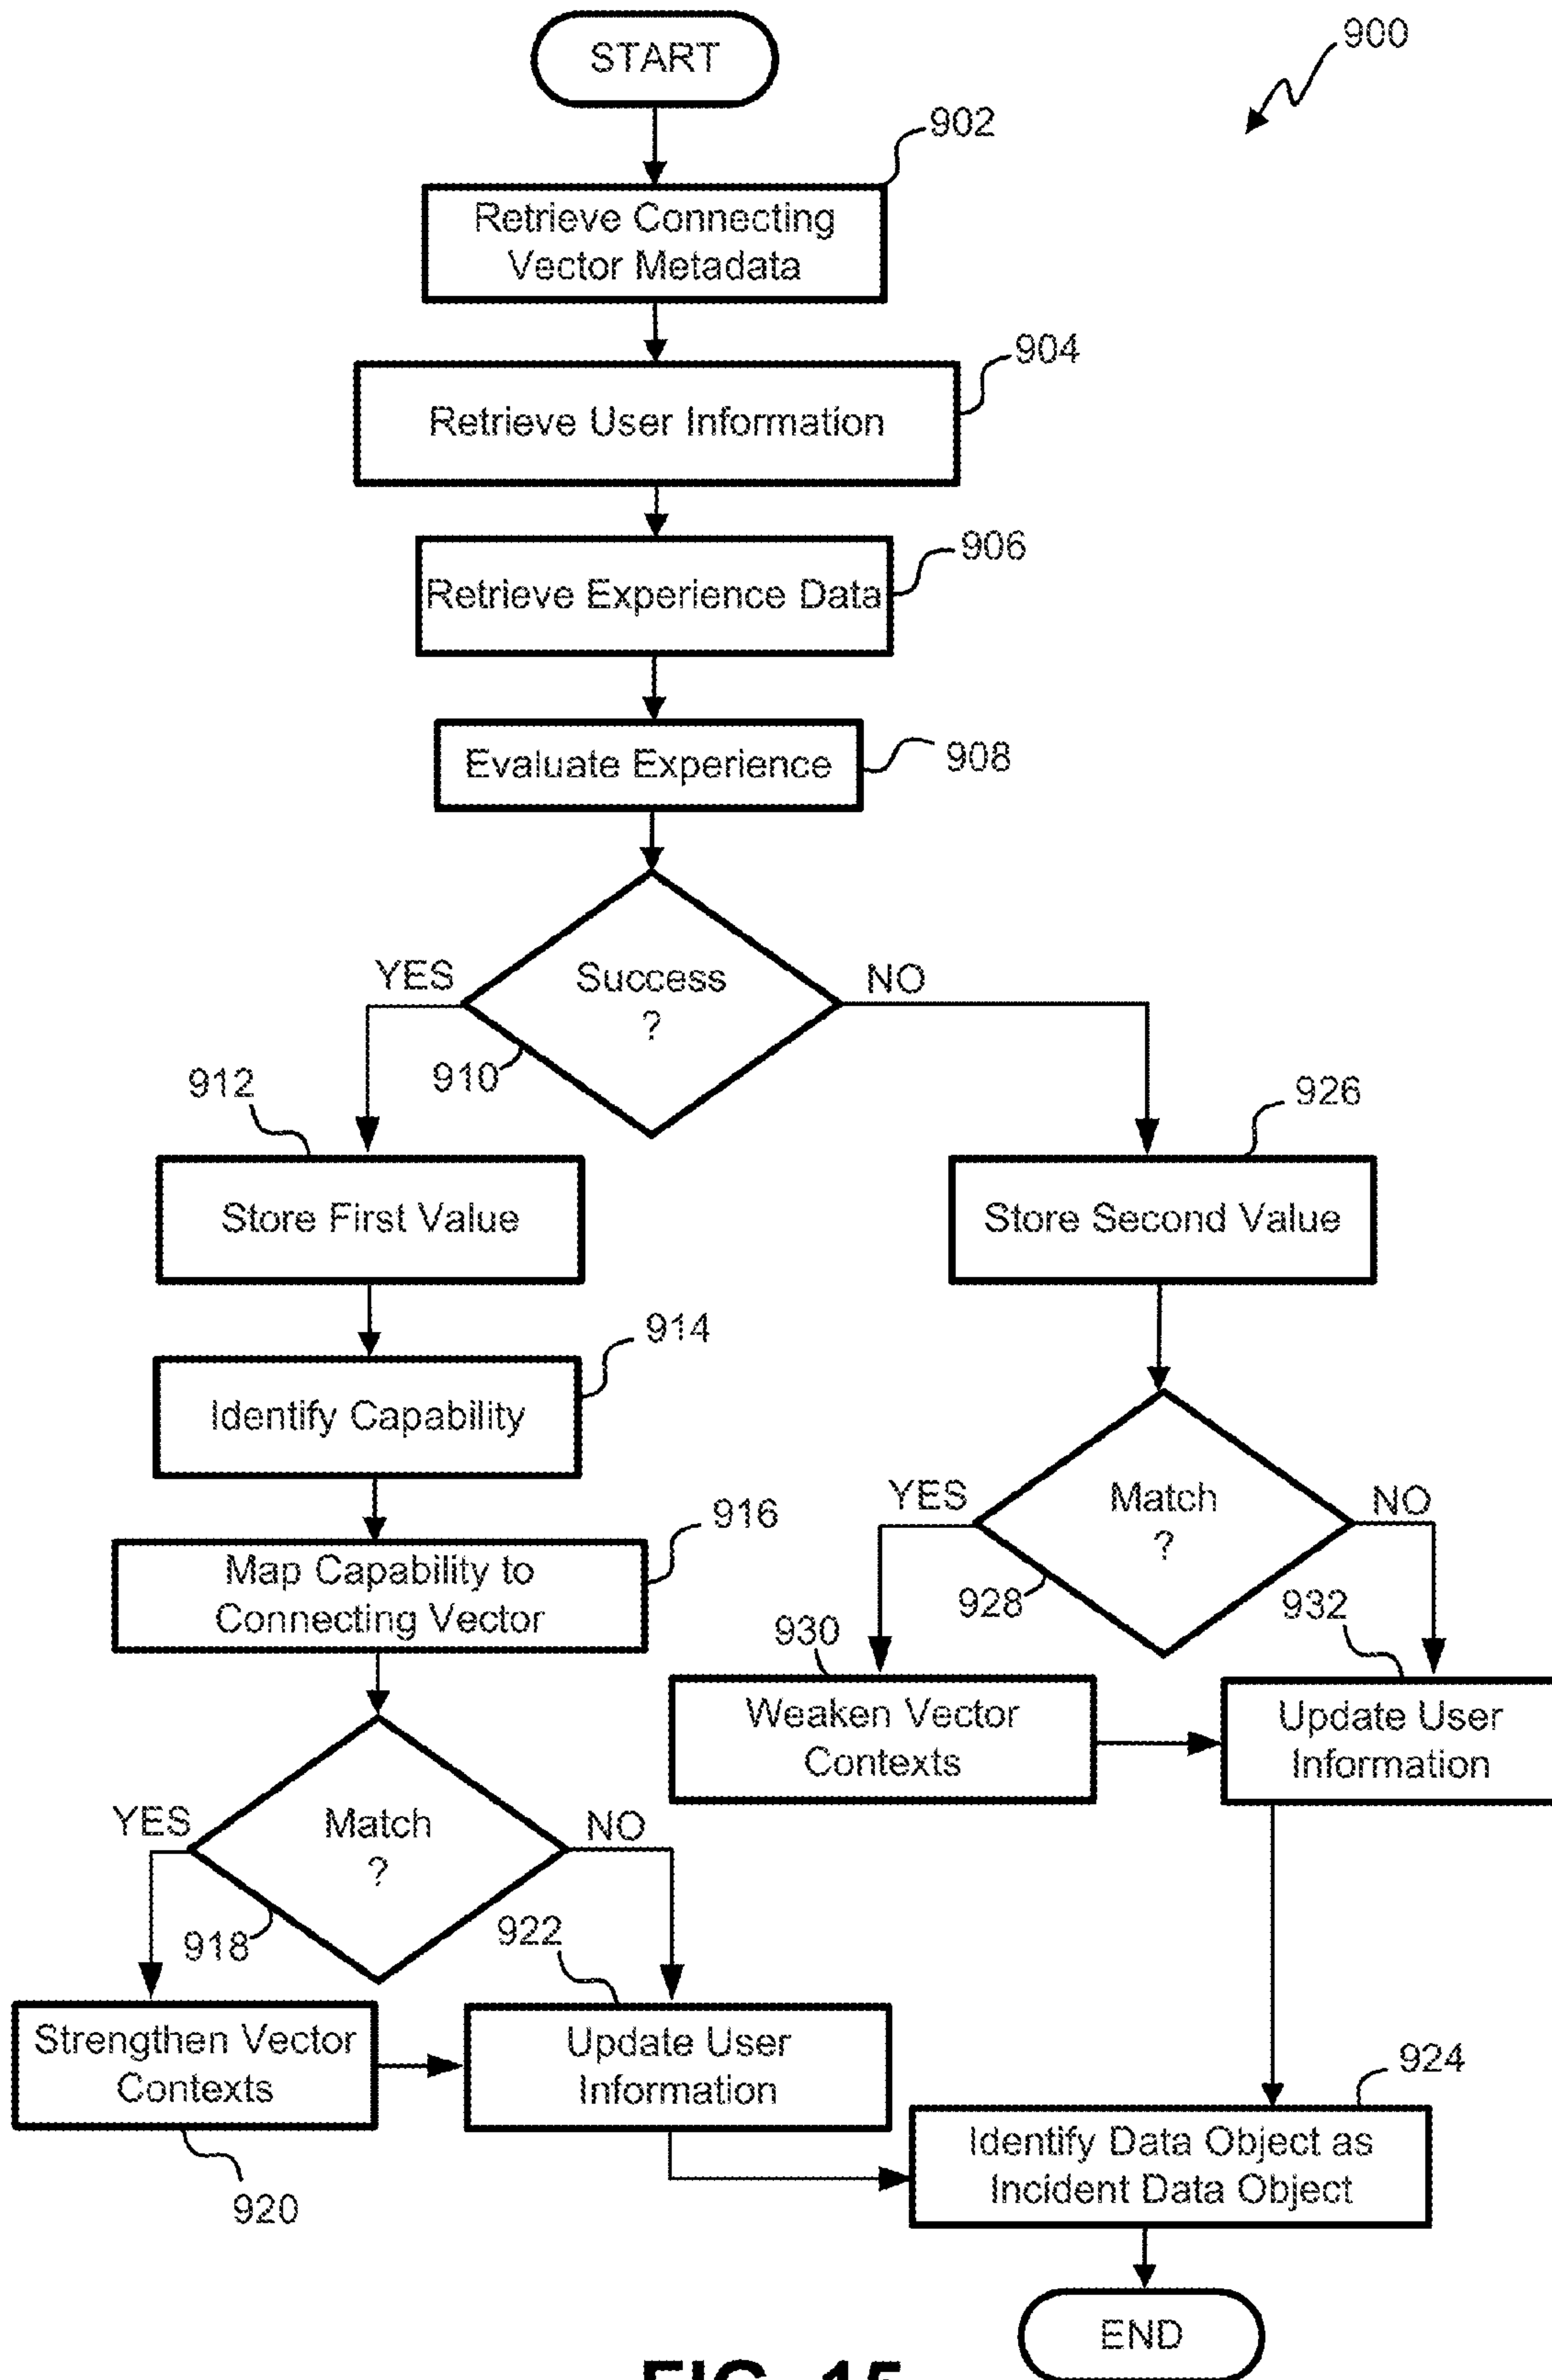 START
900
902
Retrieve Connecting
Vector Metadata
904
Retrieve User Information
906
Retrieve Experience Data
Evaluate Experience
908
YES
Success
?
NO
910
912
926
Store First Value
Store Second Value
914
Identify Capability
YES
Match
?
NO
916
Map Capability to
Connecting Vector
928
932
930
Weaken Vector
Contexts
Update User
Information
YES
Match
?
NO
918
922
Strengthen Vector
Contexts
Update User
Information
924
920
Identify Data Object as
Incident Data Object
END
FIG. 15